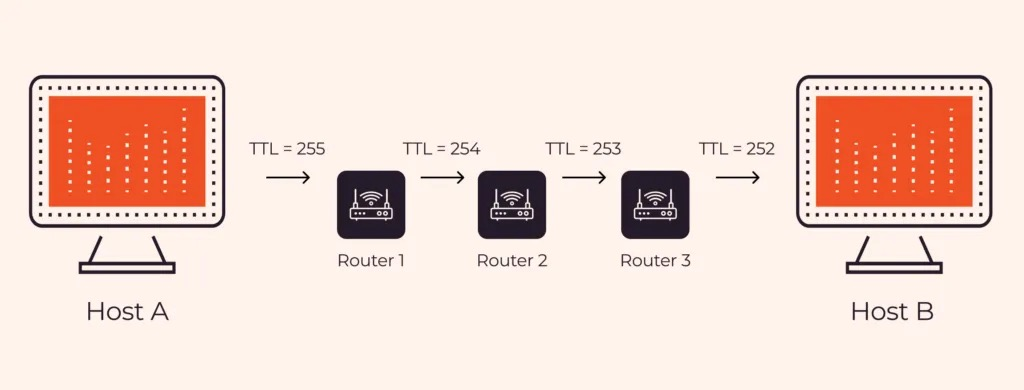 TTL = 255
TTL = 254
TTL = 253
TTL = 252
Router 1
Router 2
Router 3
Host A
Host B